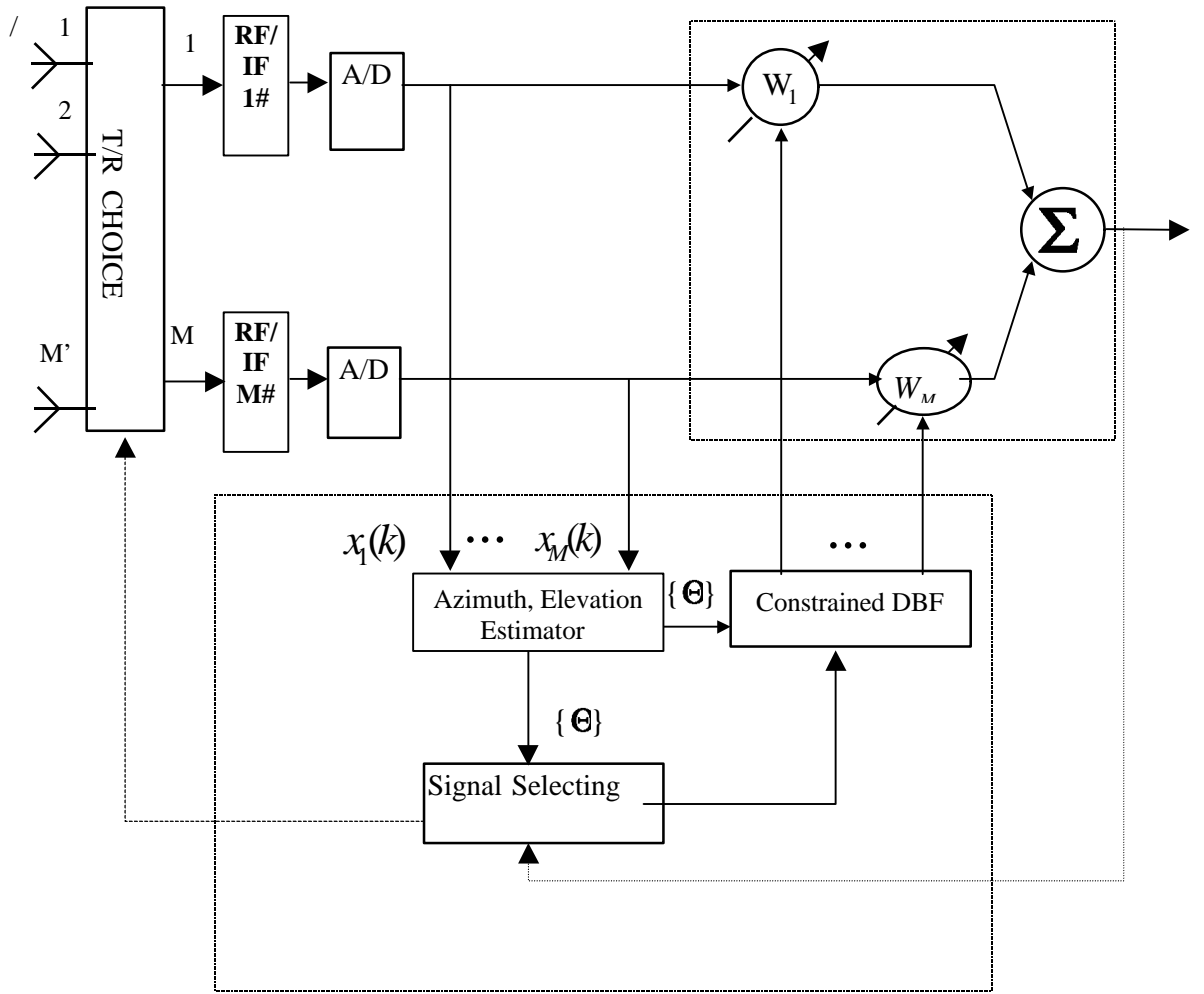 /
1
1
RF/
IF
1#
A/D
W1
2
T/R CHOICE
Σ
M'
M
RF/
IF
M#
A/D
WM
x1(k)
...
xM(k)
...
Azimuth, Elevation
Estimator
{Θ}
Constrained DBF
{Θ}
Signal Selecting